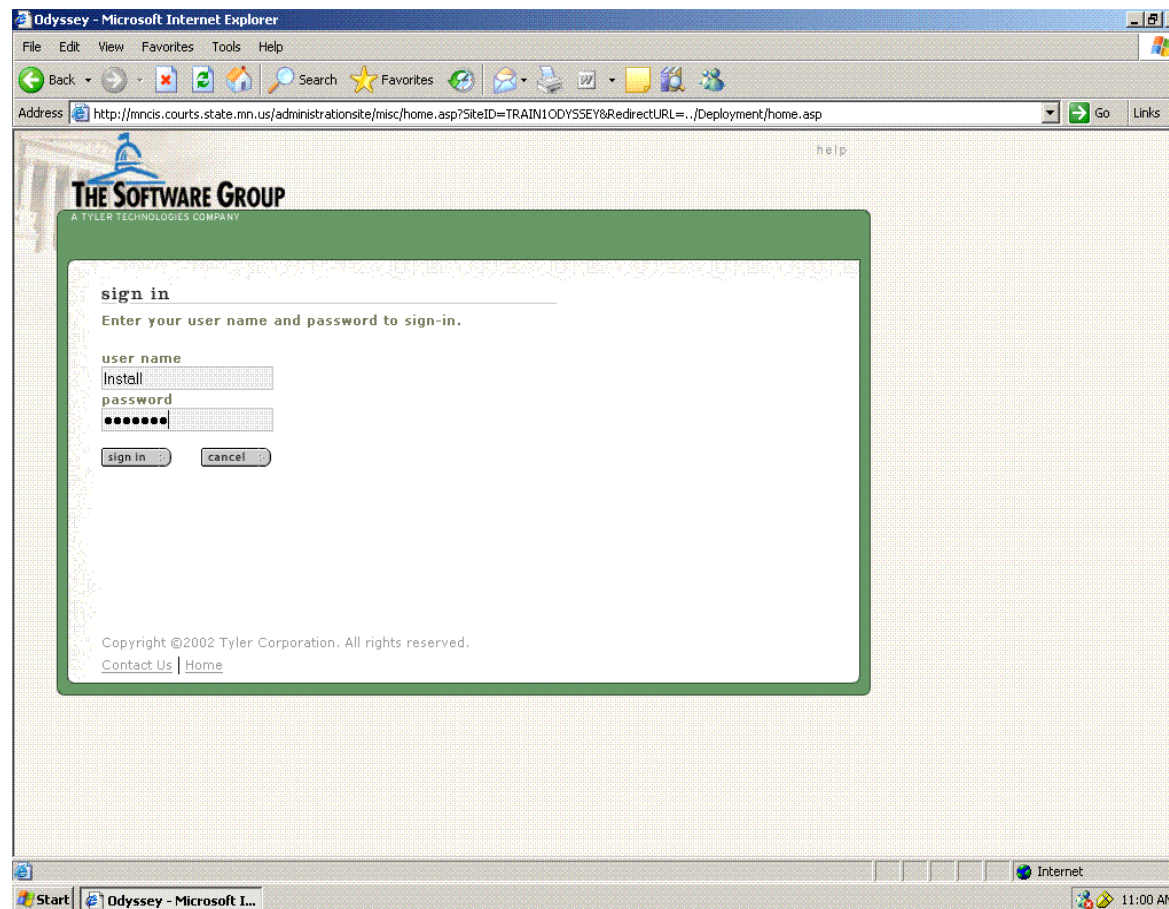 Odyssey - Microsoft Internet Explorer
File Edit View Favorites Tools Help
Back Search Favorites
Address http://mncis.courts.state.mn.us/administrationsite/misc/home.asp?SiteID=TRAIN1ODYSSEY&RedirectURL=../Deployment/home.asp Go Links
help
THE SOFTWARE GROUP
A TYLER TECHNOLOGIES COMPANY
sign in
Enter your user name and password to sign-in.
user name
Install
password
•••••••
sign in cancel
Copyright ©2002 Tyler Corporation. All rights reserved.
Contact Us | Home
Internet
Start Odyssey - Microsoft I... 11:00 AM